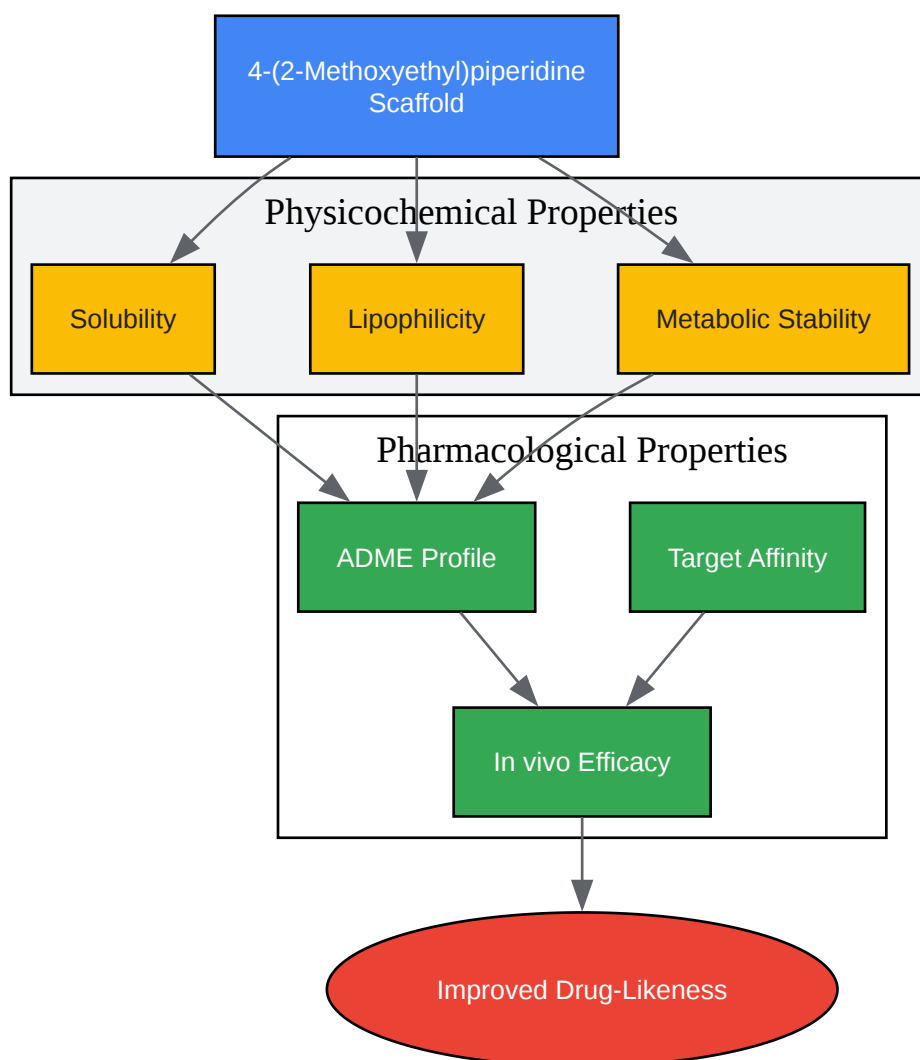 4-(2-Methoxyethyl)piperidine
Scaffold
Physicochemical Properties
Solubility
Lipophilicity
Metabolic Stability
Pharmacological Properties
ADME Profile
Target Affinity
In vivo Efficacy
Improved Drug-Likeness